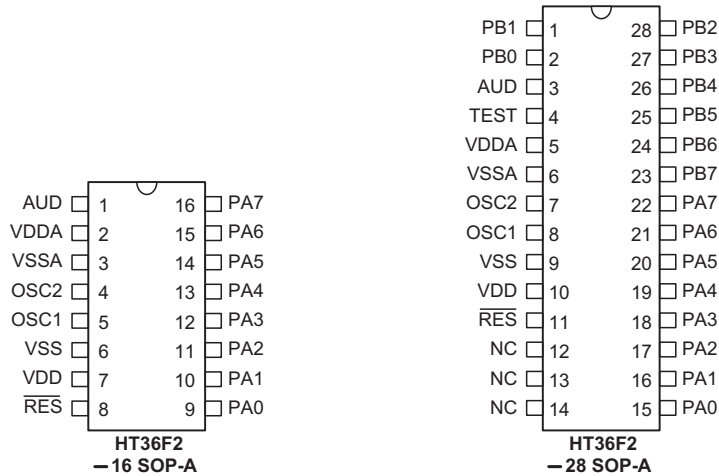 AUD 1 16 PA7
VDDA 2 15 PA6
VSSA 3 14 PA5
OSC2 4 13 PA4
OSC1 5 12 PA3
VSS 6 11 PA2
VDD 7 10 PA1
RES 8 9 PA0
HT36F2
–16 SOP-A
PB1 1 28 PB2
PB0 2 27 PB3
AUD 3 26 PB4
TEST 4 25 PB5
VDDA 5 24 PB6
VSSA 6 23 PB7
OSC2 7 22 PA7
OSC1 8 21 PA6
VSS 9 20 PA5
VDD 10 19 PA4
RES 11 18 PA3
NC 12 17 PA2
NC 13 16 PA1
NC 14 15 PA0
HT36F2
–28 SOP-A